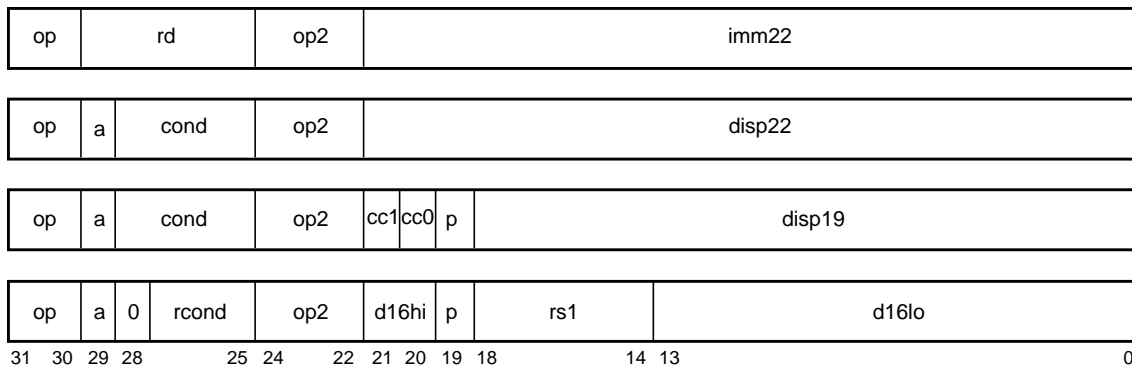 op rd op2 imm22
op a cond op2 disp22
op a cond op2 cc1 cc0 p disp19
op a 0 rcond op2 d16hi p rs1 d16lo
31 30 29 28 25 24 22 21 20 19 18 14 13 0